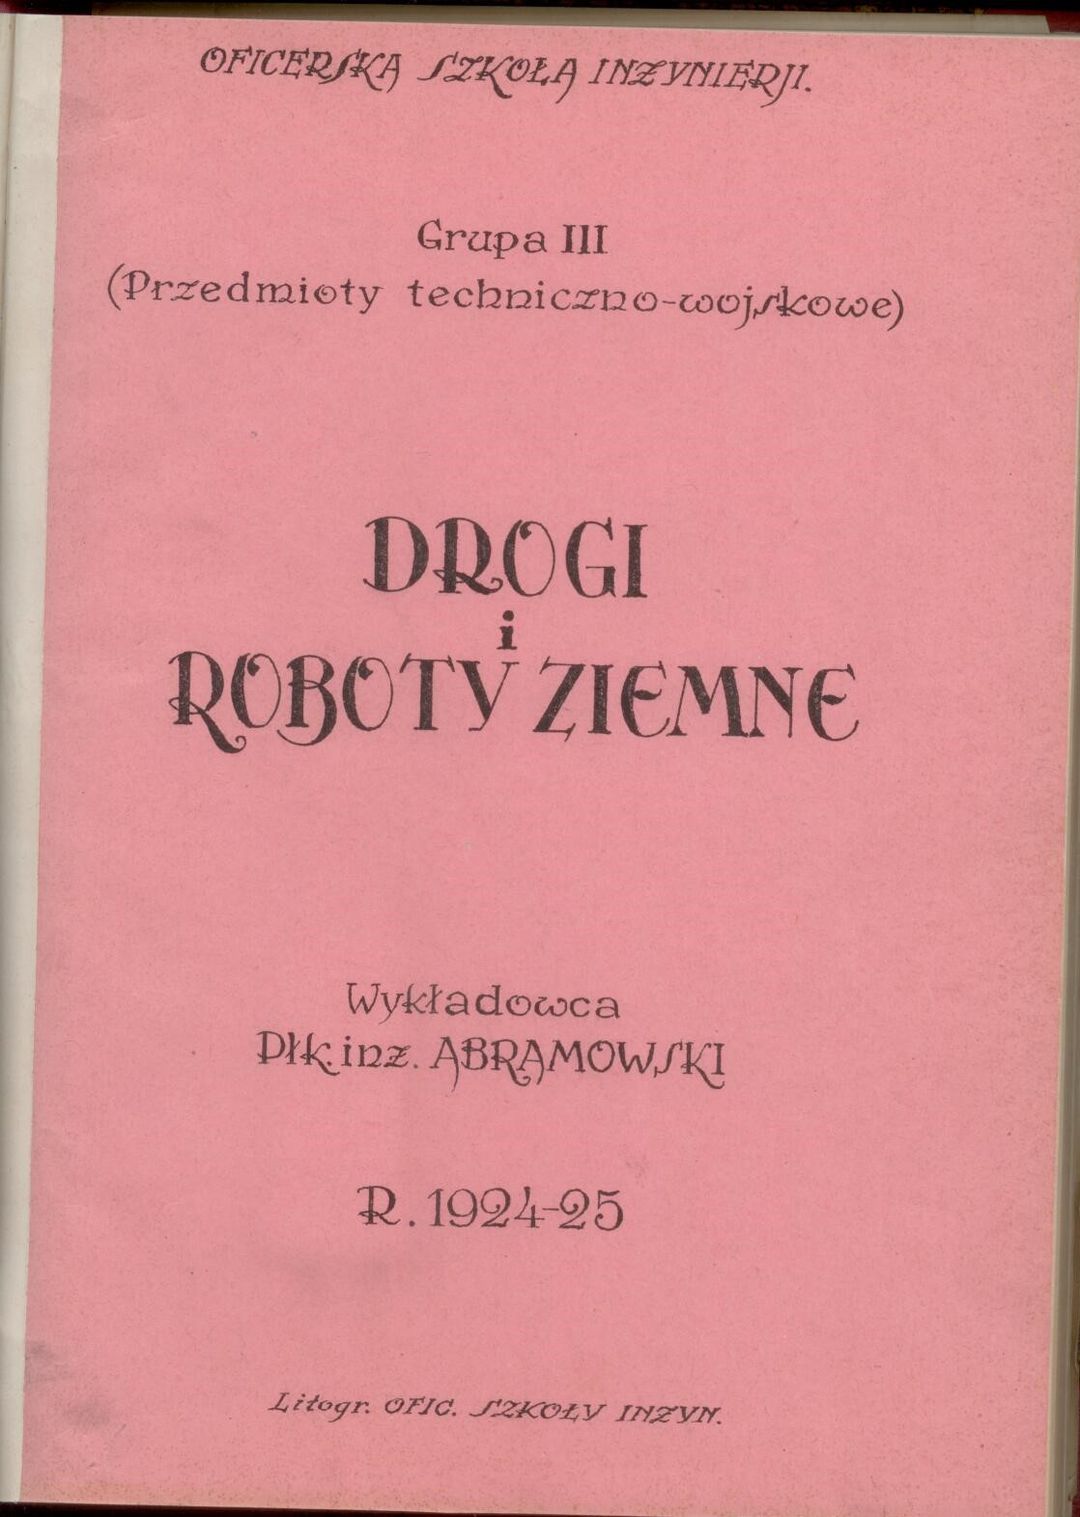 OFICERSKA SZKOŁA INŻYNIERJI.
Grupa III
(Przedmioty techniczno-wojskowe)
DROGI
i
ROBOTY ZIEMNE
Wykładowca
Płk. inż. ABRAMOWSKI
R. 1924-25
Litogr. OFIC. SZKOŁY INŻYN.